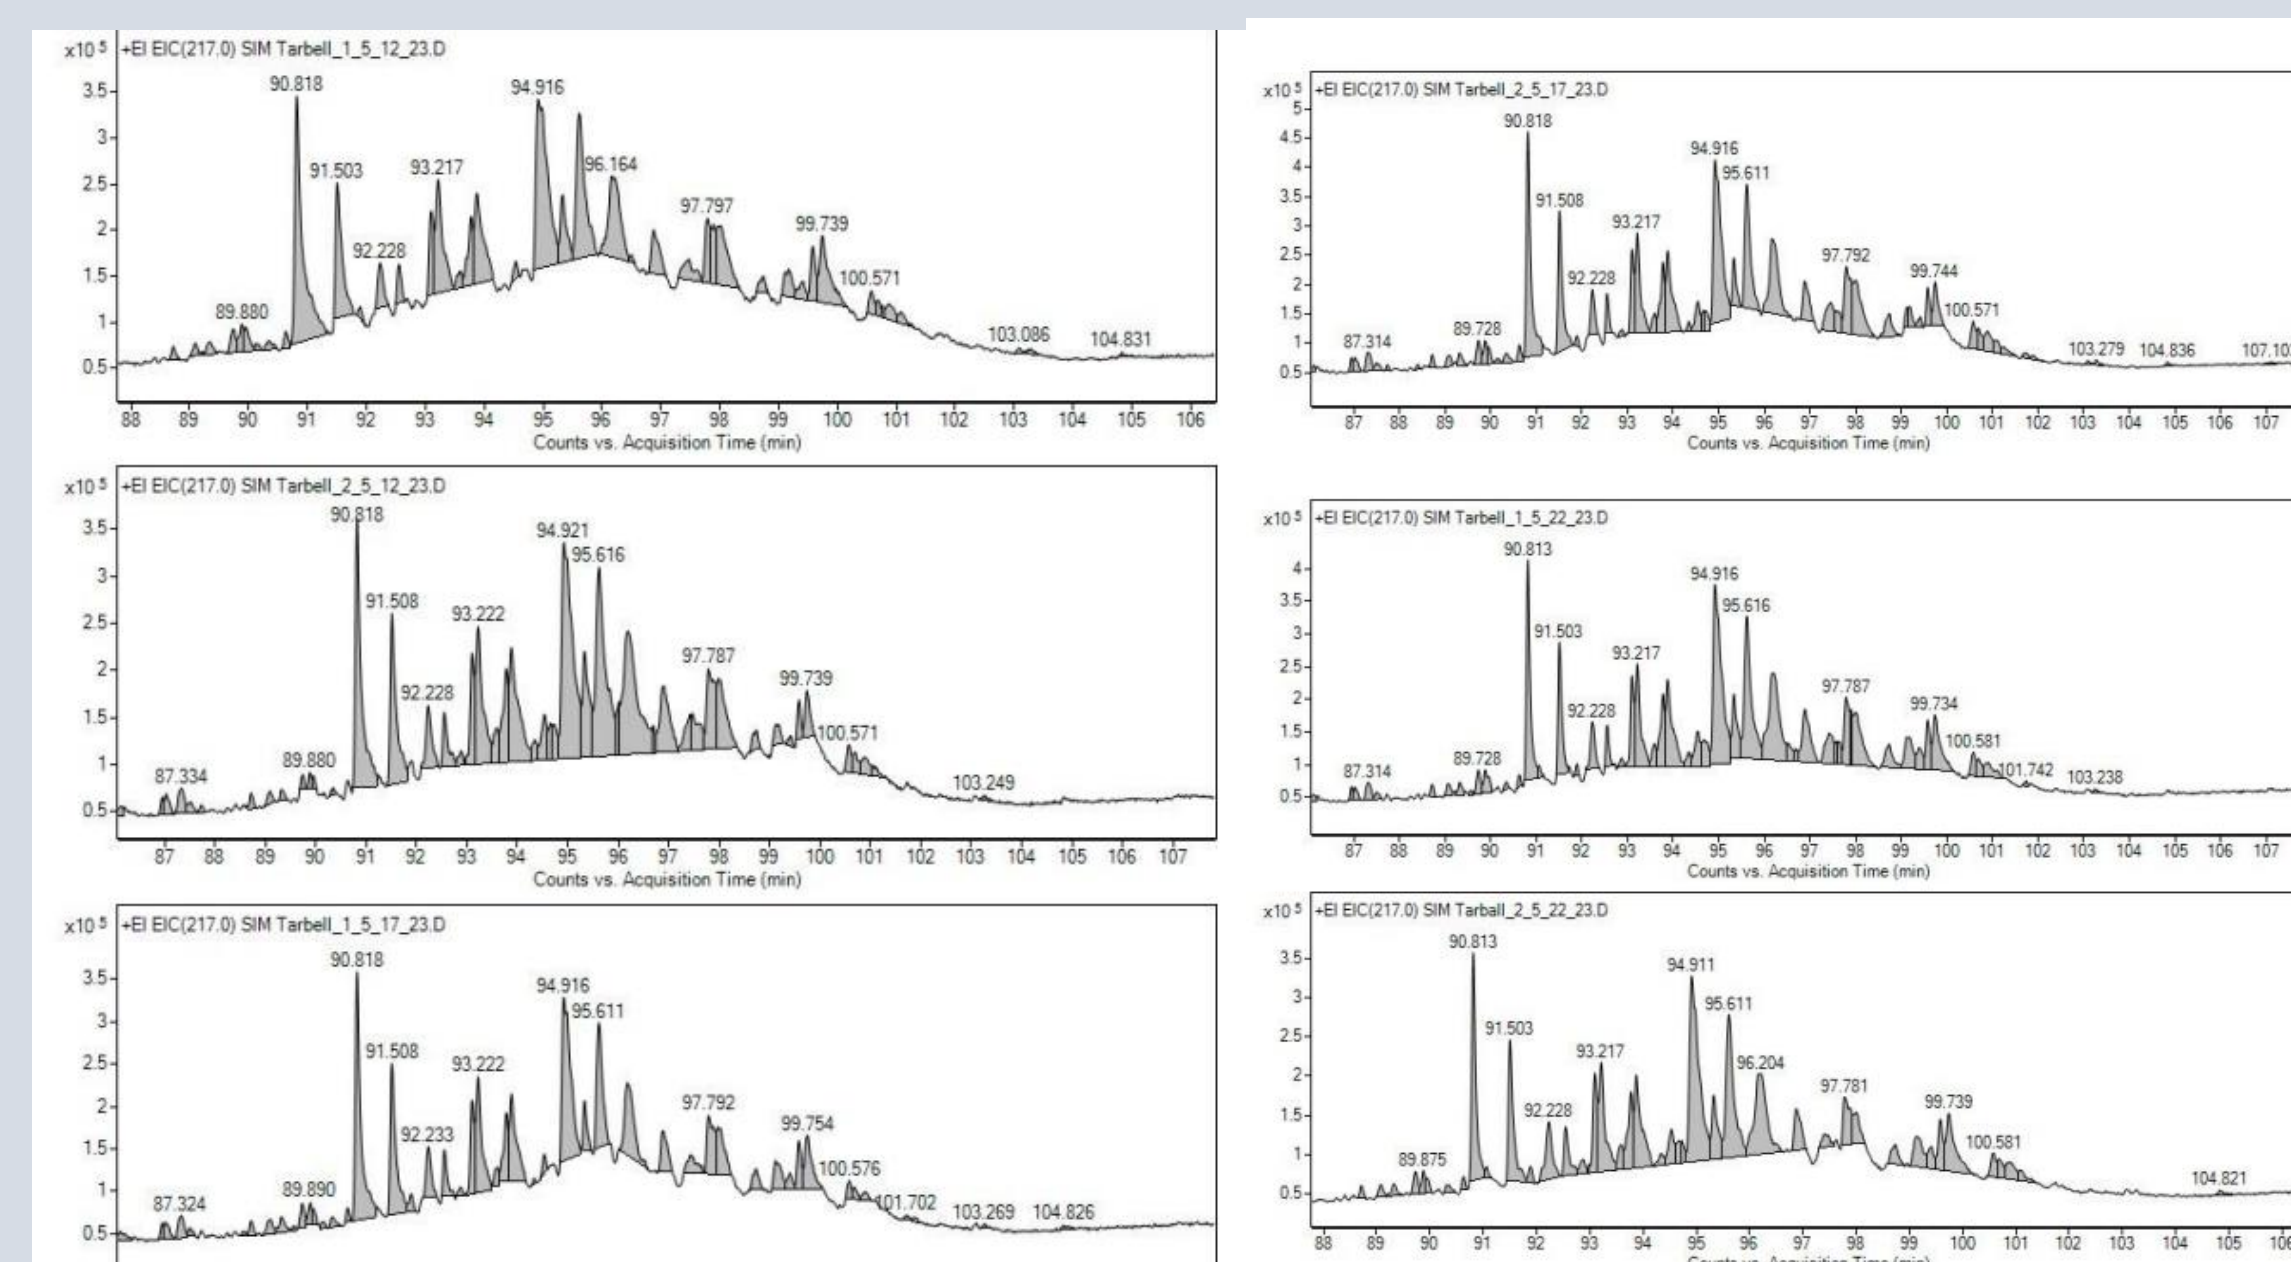 x10 5 +EI EIC(217.0) SIM Tarbell_1_5_12_23.D
90.818 94.916
3.5
3
96.164
91.503 93.217
2.5
97.797
2 99.739
92.228
1.5 100.571
89.880
1 103.086 104.831
0.5
88 89 90 91 92 93 94 95 96 97 98 99 100 101 102 103 104 105 106
Counts vs. Acquisition Time (min)
x10 5 +EI EIC(217.0) SIM Tarbell_2_5_12_23.D
90.818
3.5 94.921
95.616
3
91.508 93.222
2.5
97.787
2 92.228 99.739
1.5 100.571
89.880
1 87.334 103.249
0.5
87 88 89 90 91 92 93 94 95 96 97 98 99 100 101 102 103 104 105 106 107
Counts vs. Acquisition Time (min)
x10 5 +EI EIC(217.0) SIM Tarbell_1_5_17_23.D
90.818
3.5 94.916
95.611
3
91.508 93.222
2.5
97.792
2 92.233 99.754
1.5 100.576
89.890
1 87.324 101.702 103.269 104.826
0.5
x10 5 +EI EIC(217.0) SIM Tarbell_2_5_17_23.D
5
90.818
4.5 94.916
4 95.611
3.5 91.508
3 93.217
2.5 97.792
92.228 99.744
2
1.5 100.571
89.728
1 87.314 103.279 104.836
0.5
87 88 89 90 91 92 93 94 95 96 97 98 99 100 101 102 103 104 105 106 107
Counts vs. Acquisition Time (min)
x10 5 +EI EIC(217.0) SIM Tarbell_1_5_22_23.D
90.813
4 94.916
3.5 95.616
91.503
3 93.217
2.5 97.787
2 92.228 99.734
1.5 100.581
89.728
1 87.314 101.742 103.238
0.5
87 88 89 90 91 92 93 94 95 96 97 98 99 100 101 102 103 104 105 106 107
Counts vs. Acquisition Time (min)
x10 5 +EI EIC(217.0) SIM Tarball_2_5_22_23.D
90.813
3.5 94.911
3 95.611
91.503
2.5 93.217 96.204
2 97.781
92.228 99.739
1.5
100.581
1 89.875
104.821
0.5
88 89 90 91 92 93 94 95 96 97 98 99 100 101 102 103 104 105
Counts vs. Acquisition Time (min)